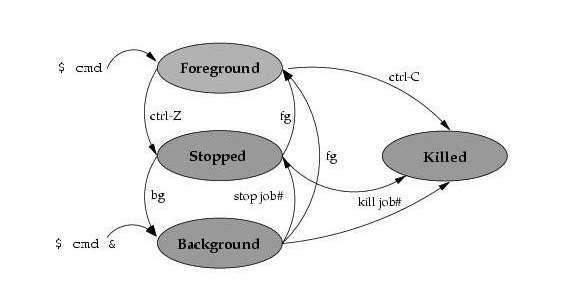 $ cmd
Foreground
ctrl-C
ctrl-Z
fg
Stopped
fg
Killed
bg
stop job#
kill job#
$ cmd &
Background